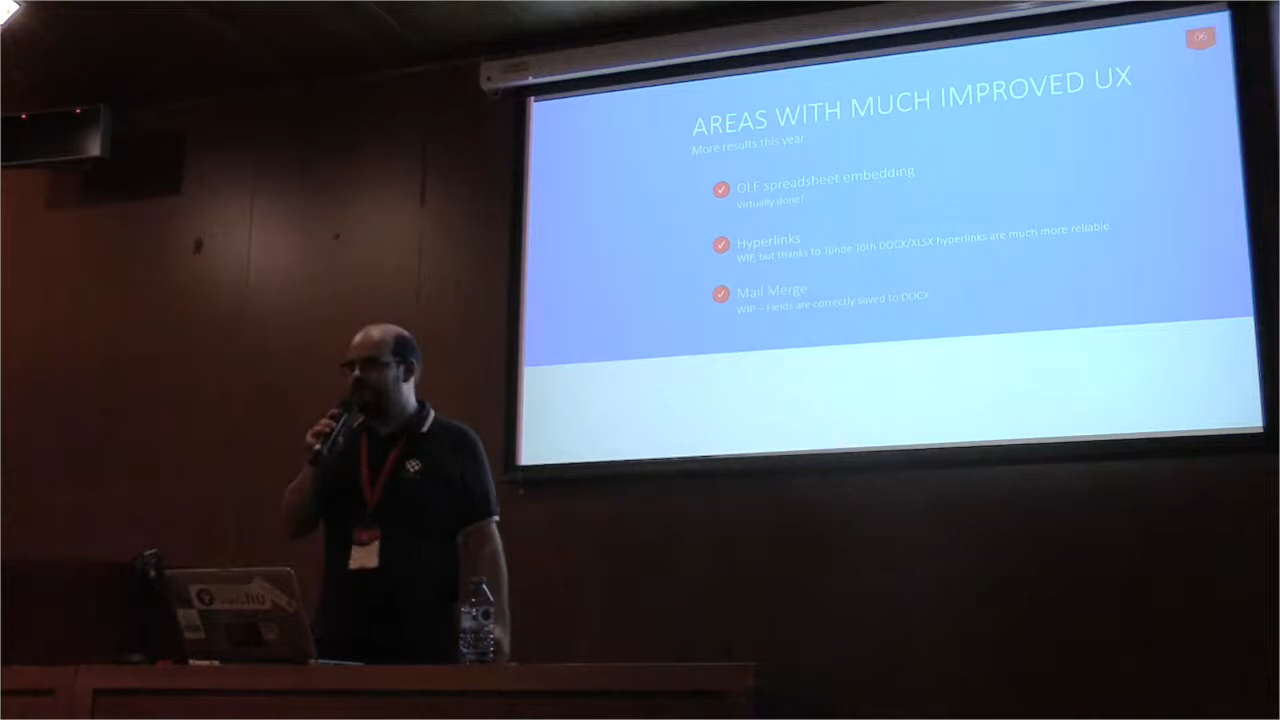 06
AREAS WITH MUCH IMPROVED UX
More results this year
OLE spreadsheet embedding
Virtually done!
Hyperlinks
WIP, but thanks to Tünde Tóth DOCX/XLSX hyperlinks are much more reliable
Mail Merge
WIP – Fields are correctly saved to DOCX